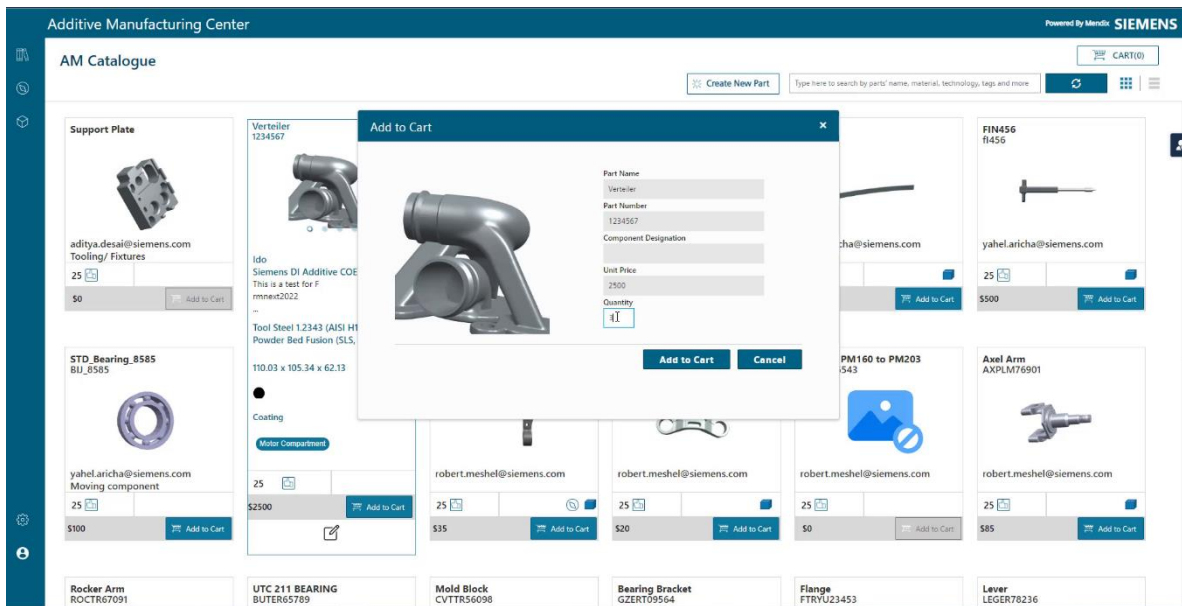 Additive Manufacturing Center
Powered By Mendix SIEMENS
AM Catalogue
CART(0)
Create New Part
Type here to search by parts' name, material, technology, tags and more
Support Plate
aditya.desai@siemens.com
Tooling/ Fixtures
25
$0
Add to Cart
Verteiler
1234567
Ido
Siemens DI Additive COE
This is a test for F
rmnext2022
...
Tool Steel 1.2343 (AISI H1
Powder Bed Fusion (SLS,
110.03 x 105.34 x 62.13
Coating
Motor Compartment
25
$2500
Add to Cart
Add to Cart
×
Part Name
Verteiler
Part Number
1234567
Component Designation
Unit Price
2500
Quantity
Add to Cart
Cancel
cha@siemens.com
Add to Cart
FIN456
fI456
yahel.aricha@siemens.com
25
$500
Add to Cart
STD_Bearing_8585
BIJ_8585
yahel.aricha@siemens.com
Moving component
25
$100
Add to Cart
robert.meshel@siemens.com
25
$35
Add to Cart
robert.meshel@siemens.com
25
$20
Add to Cart
PM160 to PM203
543
robert.meshel@siemens.com
25
$0
Add to Cart
Axel Arm
AXPLM76901
robert.meshel@siemens.com
25
$85
Add to Cart
Rocker Arm
ROCTR67091
UTC 211 BEARING
BUTER65789
Mold Block
CVTTR56098
Bearing Bracket
GZERT09564
Flange
FTRYU23453
Lever
LEGER78236